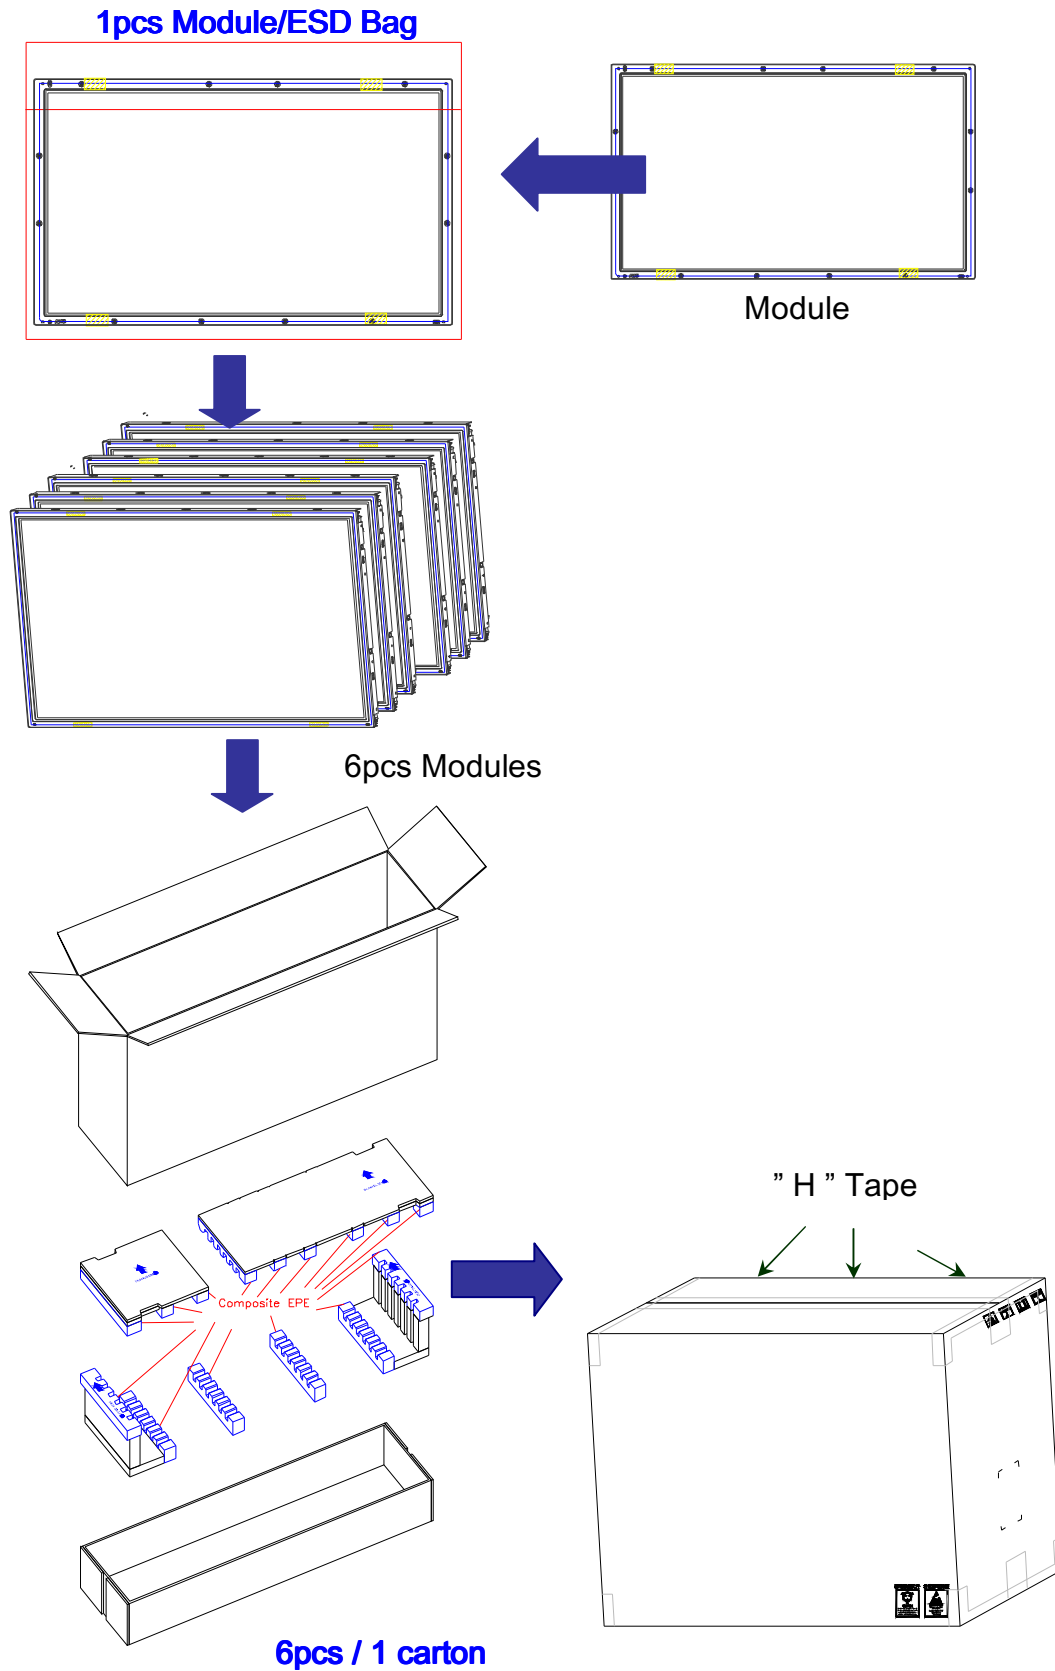 1pcs Module/ESD Bag
Module
6pcs Modules
” H ” Tape
Composite EPE
6pcs / 1 carton